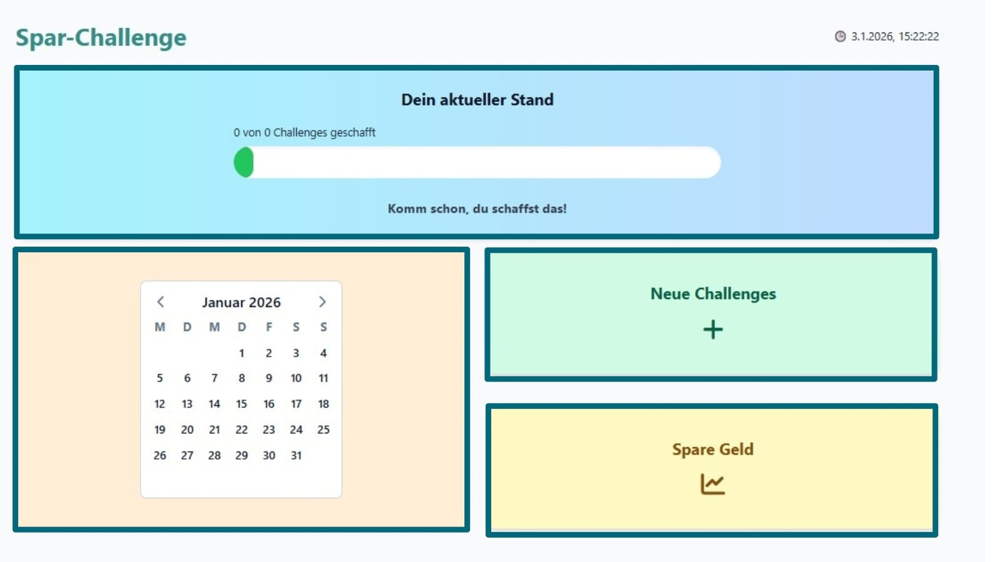 Spar-Challenge
3.1.2026, 15:22:22
Dein aktueller Stand
0 von 0 Challenges geschafft
Komm schon, du schaffst das!
Januar 2026
M D M D F S S
1 2 3 4
5 6 7 8 9 10 11
12 13 14 15 16 17 18
19 20 21 22 23 24 25
26 27 28 29 30 31
Neue Challenges
Spare Geld